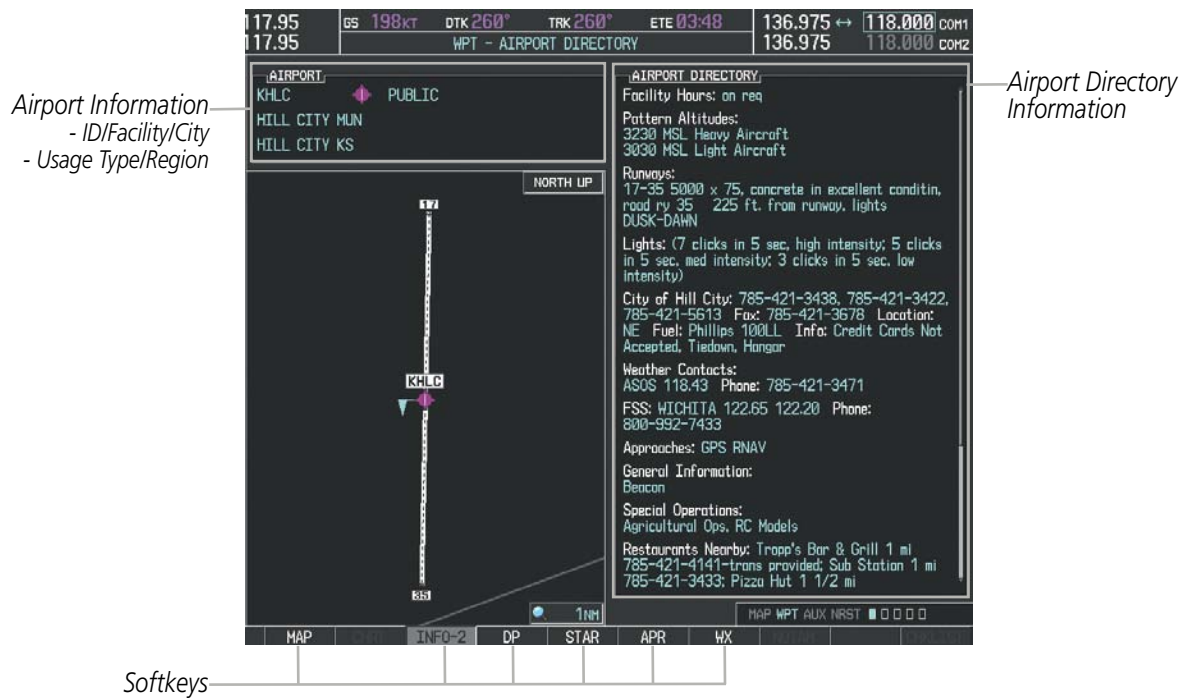 117.95
117.95
GS 198KT DTK 260° TRK 260° ETE 03:48
WPT - AIRPORT DIRECTORY
136.975 ↔ 118.000 COM1
136.975 118.000 COM2
AIRPORT
KHLC PUBLIC
HILL CITY MUN
HILL CITY KS
Airport Information
- ID/Facility/City
- Usage Type/Region
NORTH UP
17
KHLC
35
1NM
AIRPORT DIRECTORY
Facility Hours: on req
Pattern Altitudes:
3230 MSL Heavy Aircraft
3030 MSL Light Aircraft
Runways:
17-35 5000 x 75, concrete in excellent conditin,
road ry 35 225 ft. from runway, lights
DUSK-DAWN
Lights: (7 clicks in 5 sec, high intensity; 5 clicks
in 5 sec, med intensity; 3 clicks in 5 sec, low
intensity)
City of Hill City: 785-421-3438, 785-421-3422,
785-421-5613 Fax: 785-421-3678 Location:
NE Fuel: Phillips 100LL Info: Credit Cards Not
Accepted, Tiedown, Hangar
Weather Contacts:
ASOS 118.43 Phone: 785-421-3471
FSS: WICHITA 122.65 122.20 Phone:
800-992-7433
Approaches: GPS RNAV
General Information:
Beacon
Special Operations:
Agricultural Ops, RC Models
Restaurants Nearby: Tropp's Bar & Grill 1 mi
785-421-4141-trans provided; Sub Station 1 mi
785-421-3433; Pizza Hut 1 1/2 mi
Airport Directory
Information
MAP WPT AUX NRST
MAP INFO-2 DP STAR APR WX
Softkeys